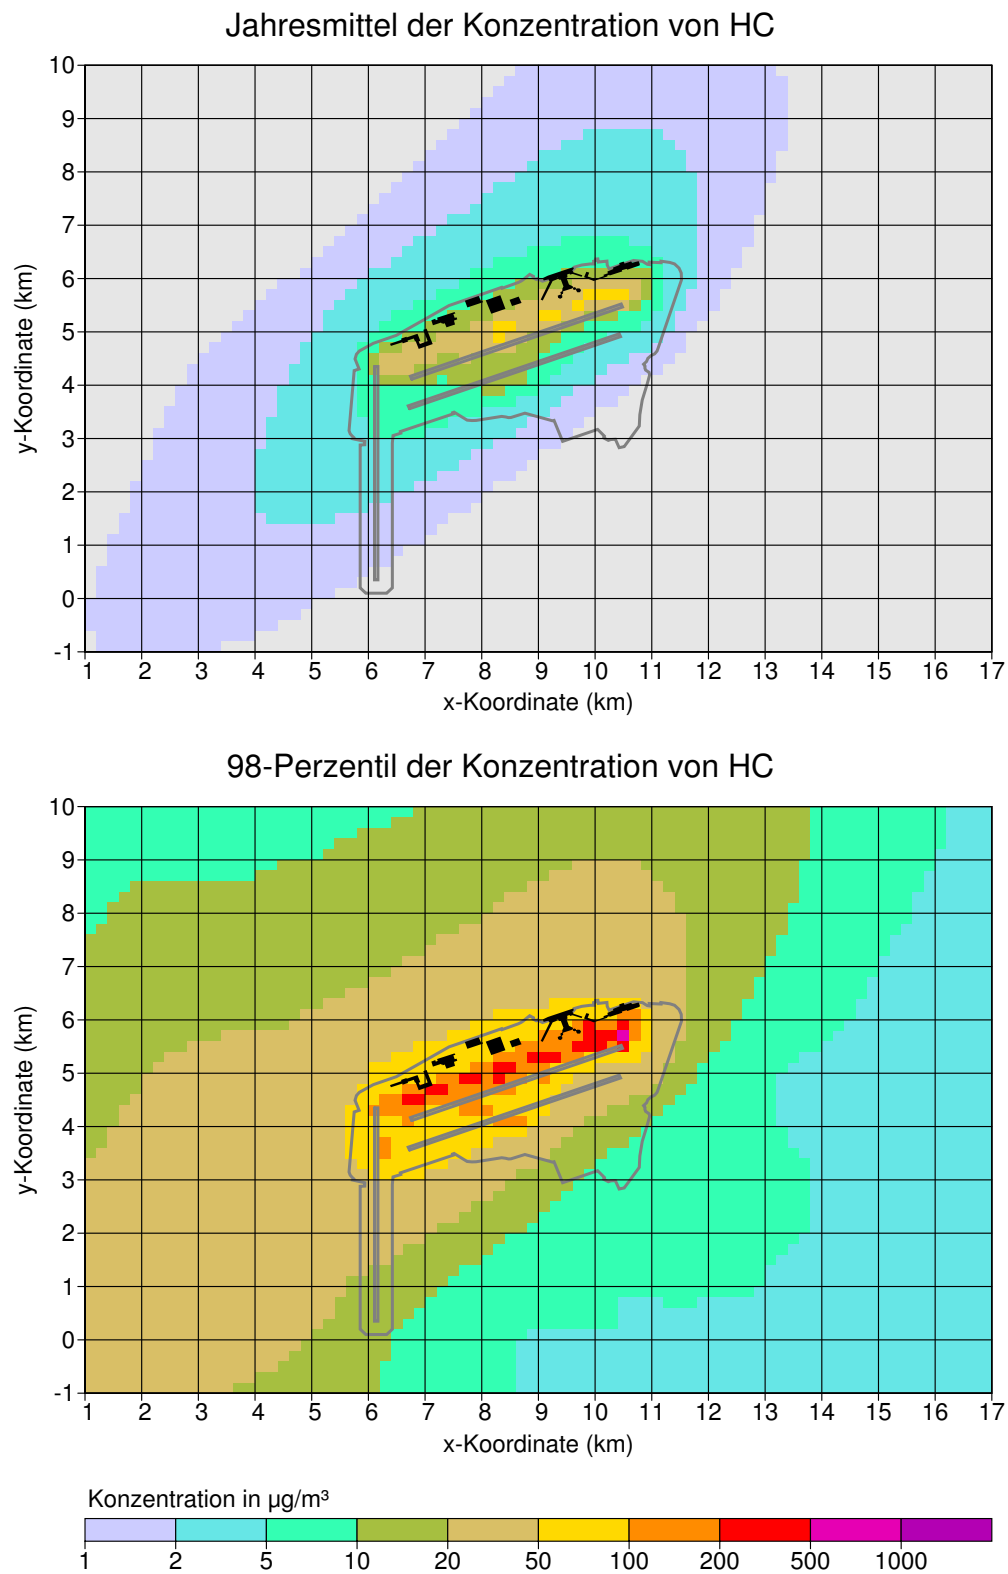 Jahresmittel der Konzentration von HC
10
9
8
7
6
5
4
3
2
1
0
-1
y-Koordinate (km)
1 2 3 4 5 6 7 8 9 10 11 12 13 14 15 16 17
x-Koordinate (km)
98-Perzentil der Konzentration von HC
10
9
8
7
6
5
4
3
2
1
0
-1
y-Koordinate (km)
1 2 3 4 5 6 7 8 9 10 11 12 13 14 15 16 17
x-Koordinate (km)
Konzentration in µg/m³
1 2 5 10 20 50 100 200 500 1000